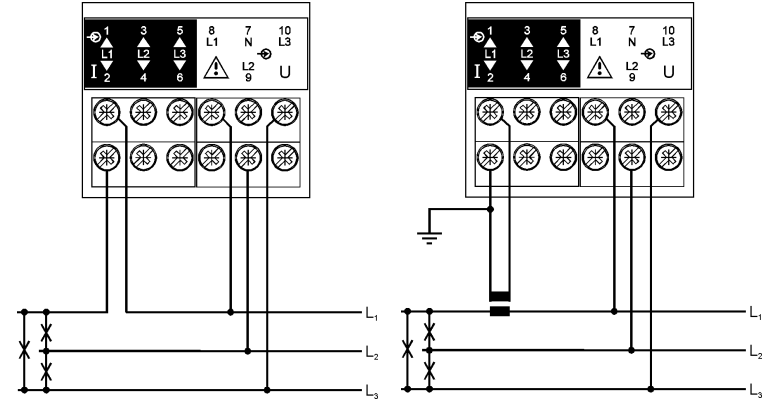 1 3 5 8 7 10
L1 N L3
L1 L2 L3
I L2 U
2 4 6 9
1 3 5 8 7 10
L1 N L3
L1 L2 L3
I L2 U
2 4 6 9
L1 L1
L2 L2
L3 L3